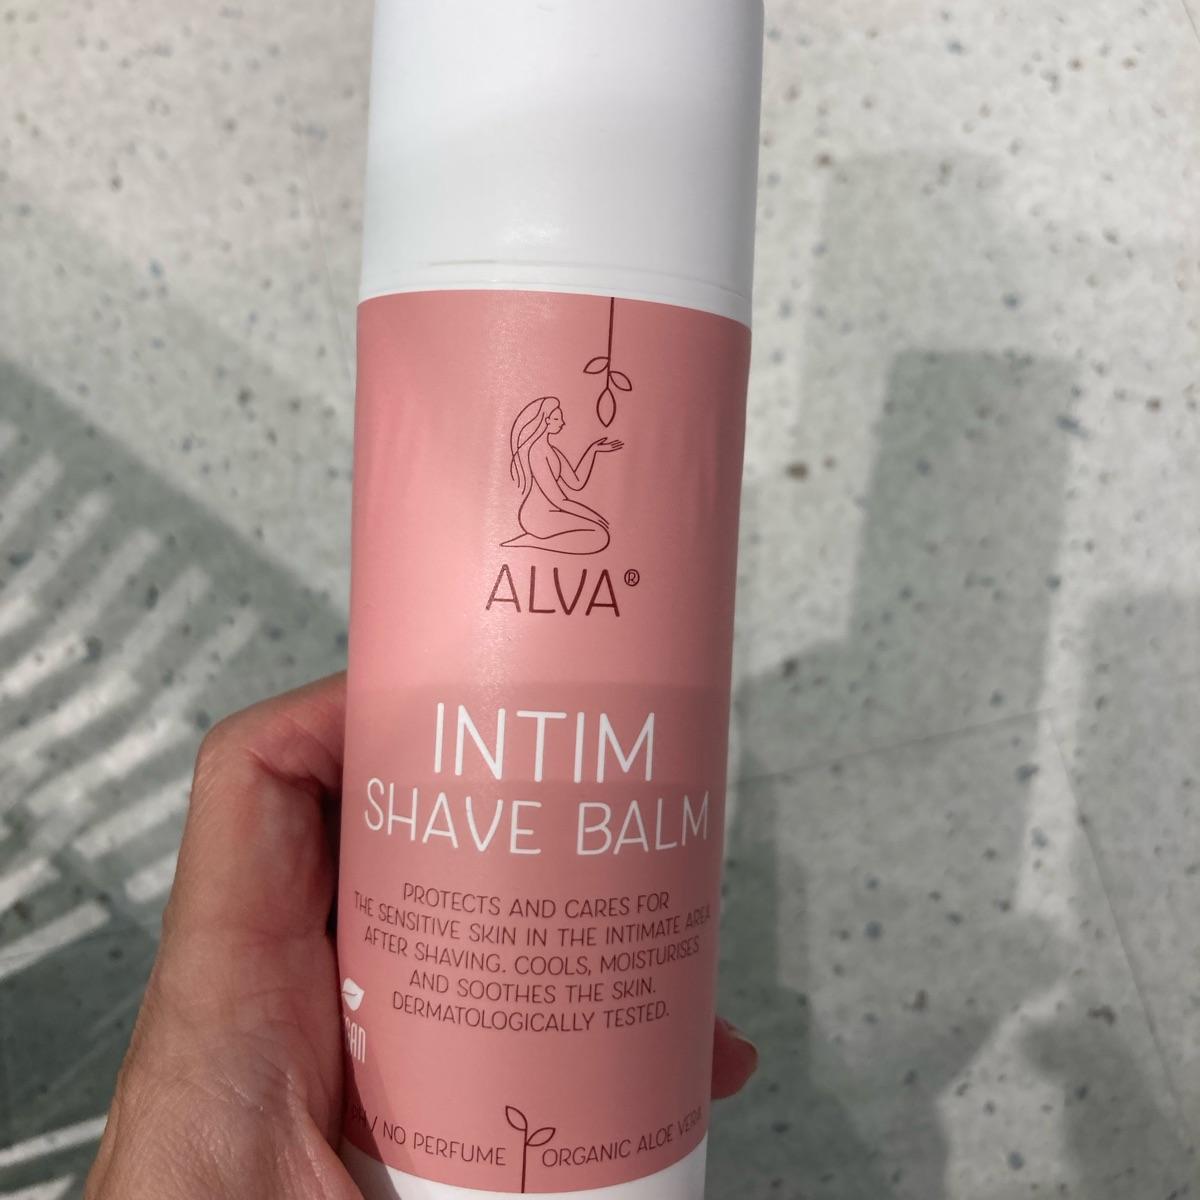 ALVA®
INTIM
SHAVE BALM
PROTECTS AND CARES FOR
THE SENSITIVE SKIN IN THE INTIMATE AREA
AFTER SHAVING. COOLS, MOISTURISES
AND SOOTHES THE SKIN.
DERMATOLOGICALLY TESTED.
PH / NO PERFUME ORGANIC ALOE VERA